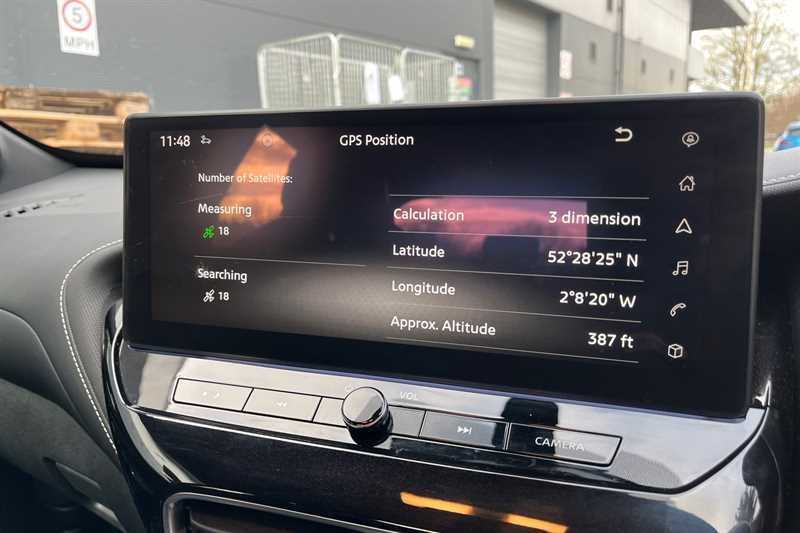 5
MPH
11:48
GPS Position
Number of Satellites:
Measuring
18
Searching
18
Calculation 3 dimension
Latitude 52°28'25" N
Longitude 2°8'20" W
Approx. Altitude 387 ft
VOL
CAMERA